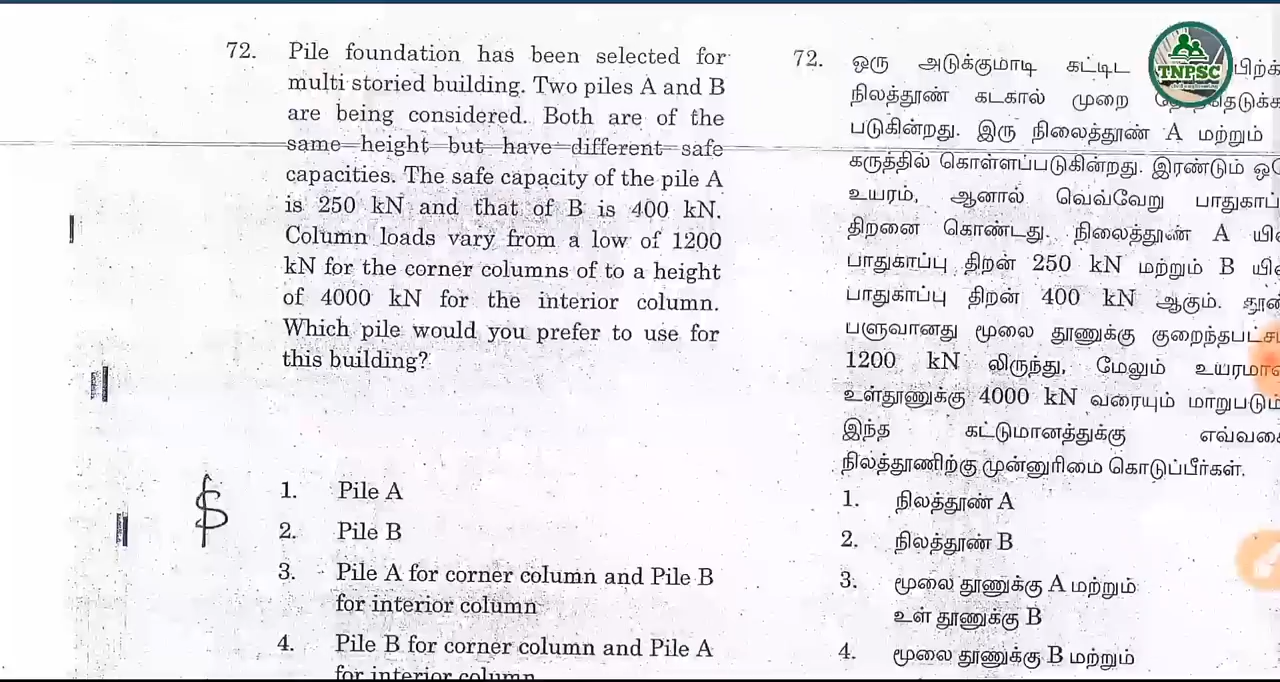 72. Pile foundation has been selected for
multi storied building. Two piles A and B
are being considered. Both are of the
same height but have different safe
capacities. The safe capacity of the pile A
is 250 kN and that of B is 400 kN.
Column loads vary from a low of 1200
kN for the corner columns of to a height
of 4000 kN for the interior column.
Which pile would you prefer to use for
this building?
1. Pile A
2. Pile B
3. Pile A for corner column and Pile B
for interior column
4. Pile B for corner column and Pile A
for interior column
72. ஒரு அடுக்குமாடி கட்டிட
நிலத்தூண் கடகால் முறை
படுகின்றது. இரு நிலைத்தூண் A மற்றும்
கருத்தில் கொள்ளப்படுகின்றது. இரண்டும்
உயரம், ஆனால் வெவ்வேறு
திறனை கொண்டது. நிலைத்தூண் A
பாதுகாப்பு திறன் 250 kN மற்றும் B
பாதுகாப்பு திறன் 400 kN ஆகும்.
பளுவானது மூலை தூணுக்கு
1200 kN லிருந்து, மேலும்
உள்தூணுக்கு 4000 kN வரையும்
இந்த கட்டுமானத்துக்கு
நிலத்தூணிற்கு முன்னுரிமை கொடுப்பீர்கள்.
1. நிலத்தூண் A
2. நிலத்தூண் B
3. மூலை தூணுக்கு A மற்றும்
உள் தூணுக்கு B
4. மூலை தூணுக்கு B மற்றும்
TNPSC